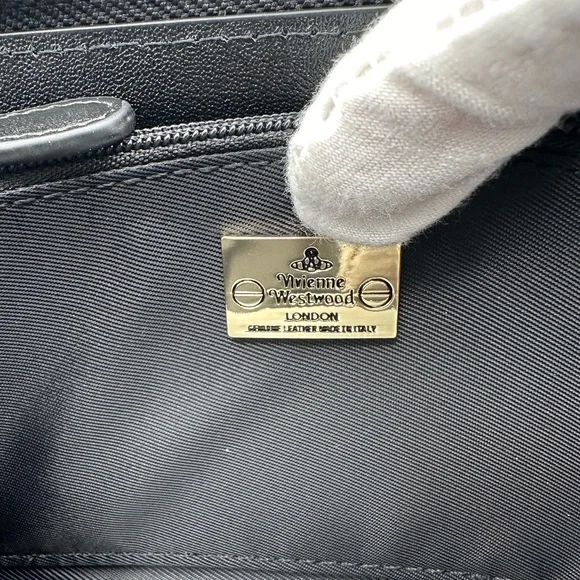 Vivienne
Westwood
LONDON
GENUINE LEATHER MADE IN ITALY